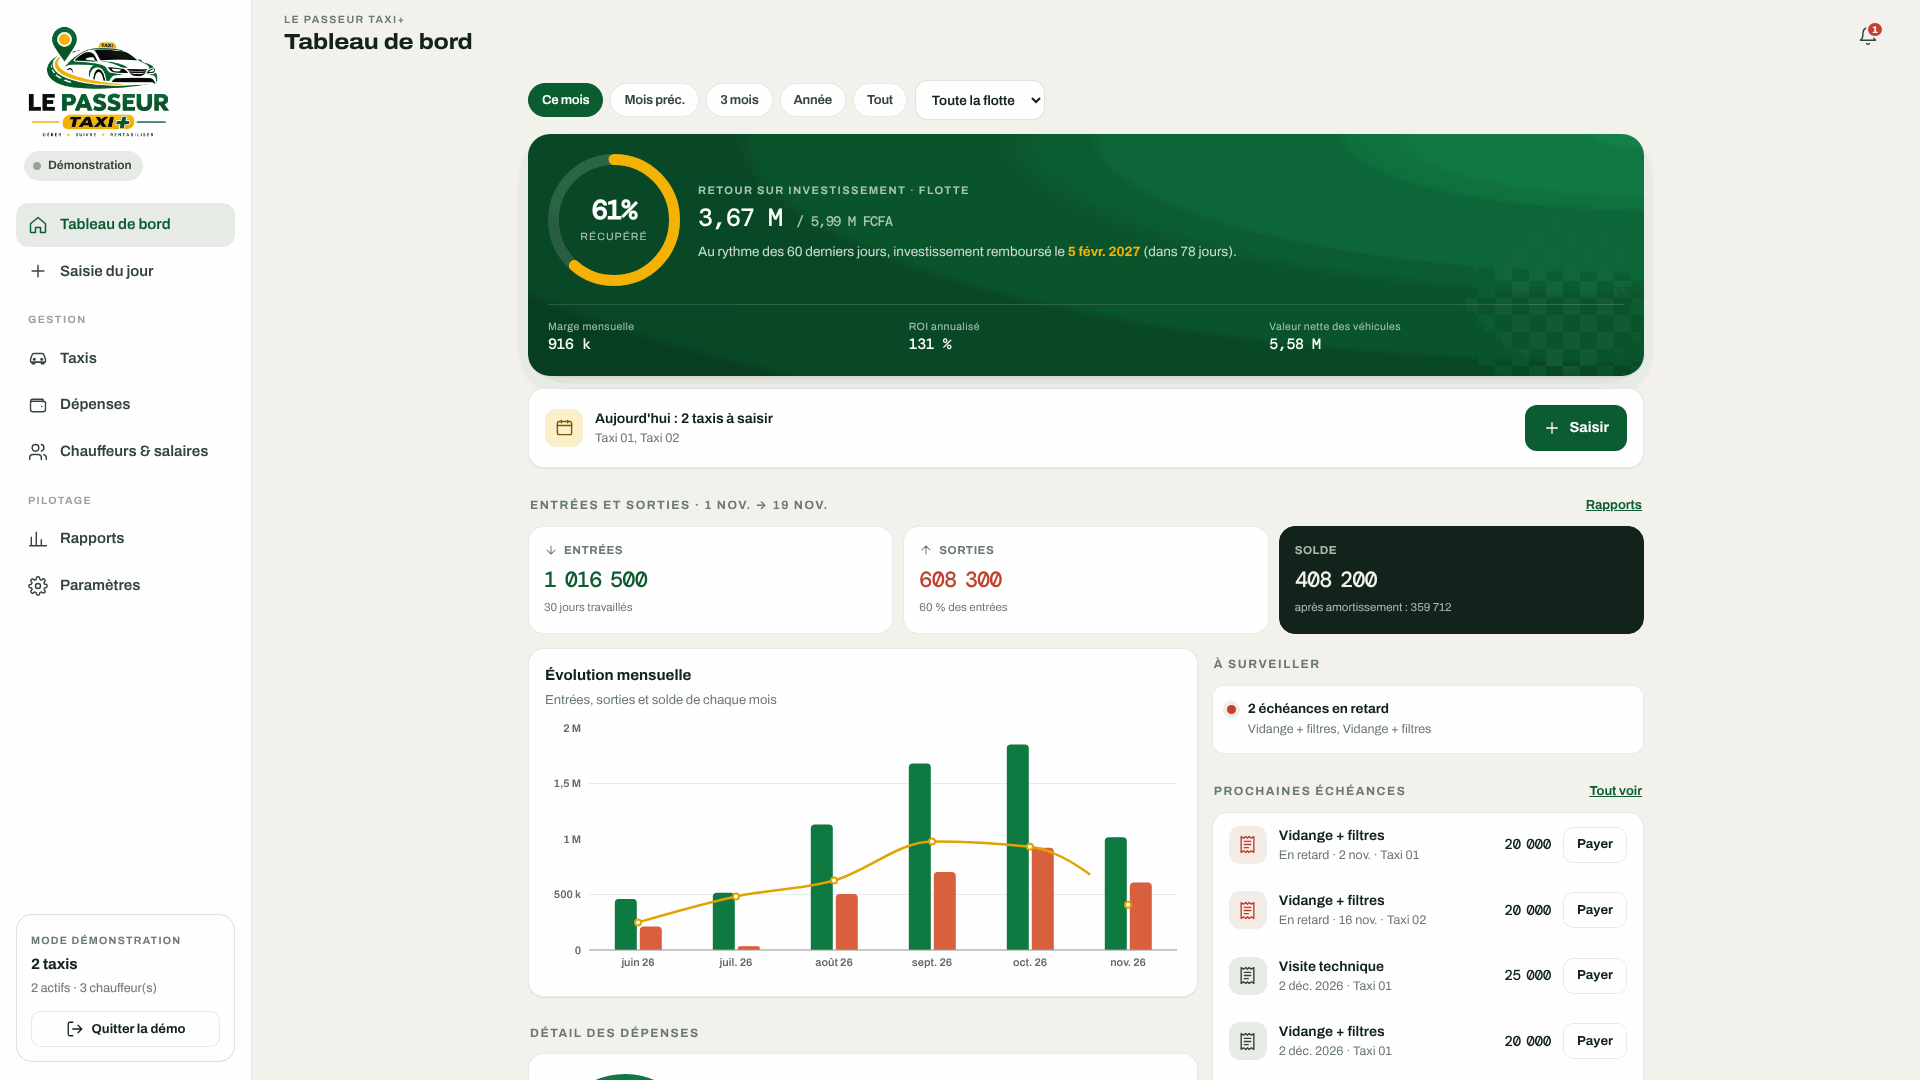 TAXI
LE PASSEUR
TAXI+
GÉRER • SUIVRE • RENTABILISER
Démonstration
Tableau de bord
Saisie du jour
GESTION
Taxis
Dépenses
Chauffeurs & salaires
PILOTAGE
Rapports
Paramètres
MODE DÉMONSTRATION
2 taxis
2 actifs · 3 chauffeur(s)
Quitter la démo
LE PASSEUR TAXI+
Tableau de bord
1
Ce mois
Mois préc.
3 mois
Année
Tout
Toute la flotte
61%
RÉCUPÉRÉ
RETOUR SUR INVESTISSEMENT · FLOTTE
3,67 M / 5,99 M FCFA
Au rythme des 60 derniers jours, investissement remboursé le 5 févr. 2027 (dans 78 jours).
Marge mensuelle
916 k
ROI annualisé
131 %
Valeur nette des véhicules
5,58 M
Aujourd'hui : 2 taxis à saisir
Taxi 01, Taxi 02
Saisir
ENTRÉES ET SORTIES · 1 NOV. → 19 NOV.
Rapports
ENTRÉES
1 016 500
30 jours travaillés
SORTIES
608 300
60 % des entrées
SOLDE
408 200
après amortissement : 359 712
Évolution mensuelle
Entrées, sorties et solde de chaque mois
2 M
1,5 M
1 M
500 k
0
juin 26
juil. 26
août 26
sept. 26
oct. 26
nov. 26
DÉTAIL DES DÉPENSES
À SURVEILLER
2 échéances en retard
Vidange + filtres, Vidange + filtres
PROCHAINES ÉCHÉANCES
Tout voir
Vidange + filtres
En retard · 2 nov. · Taxi 01
20 000
Payer
Vidange + filtres
En retard · 16 nov. · Taxi 02
20 000
Payer
Visite technique
2 déc. 2026 · Taxi 01
25 000
Payer
Vidange + filtres
2 déc. 2026 · Taxi 01
20 000
Payer